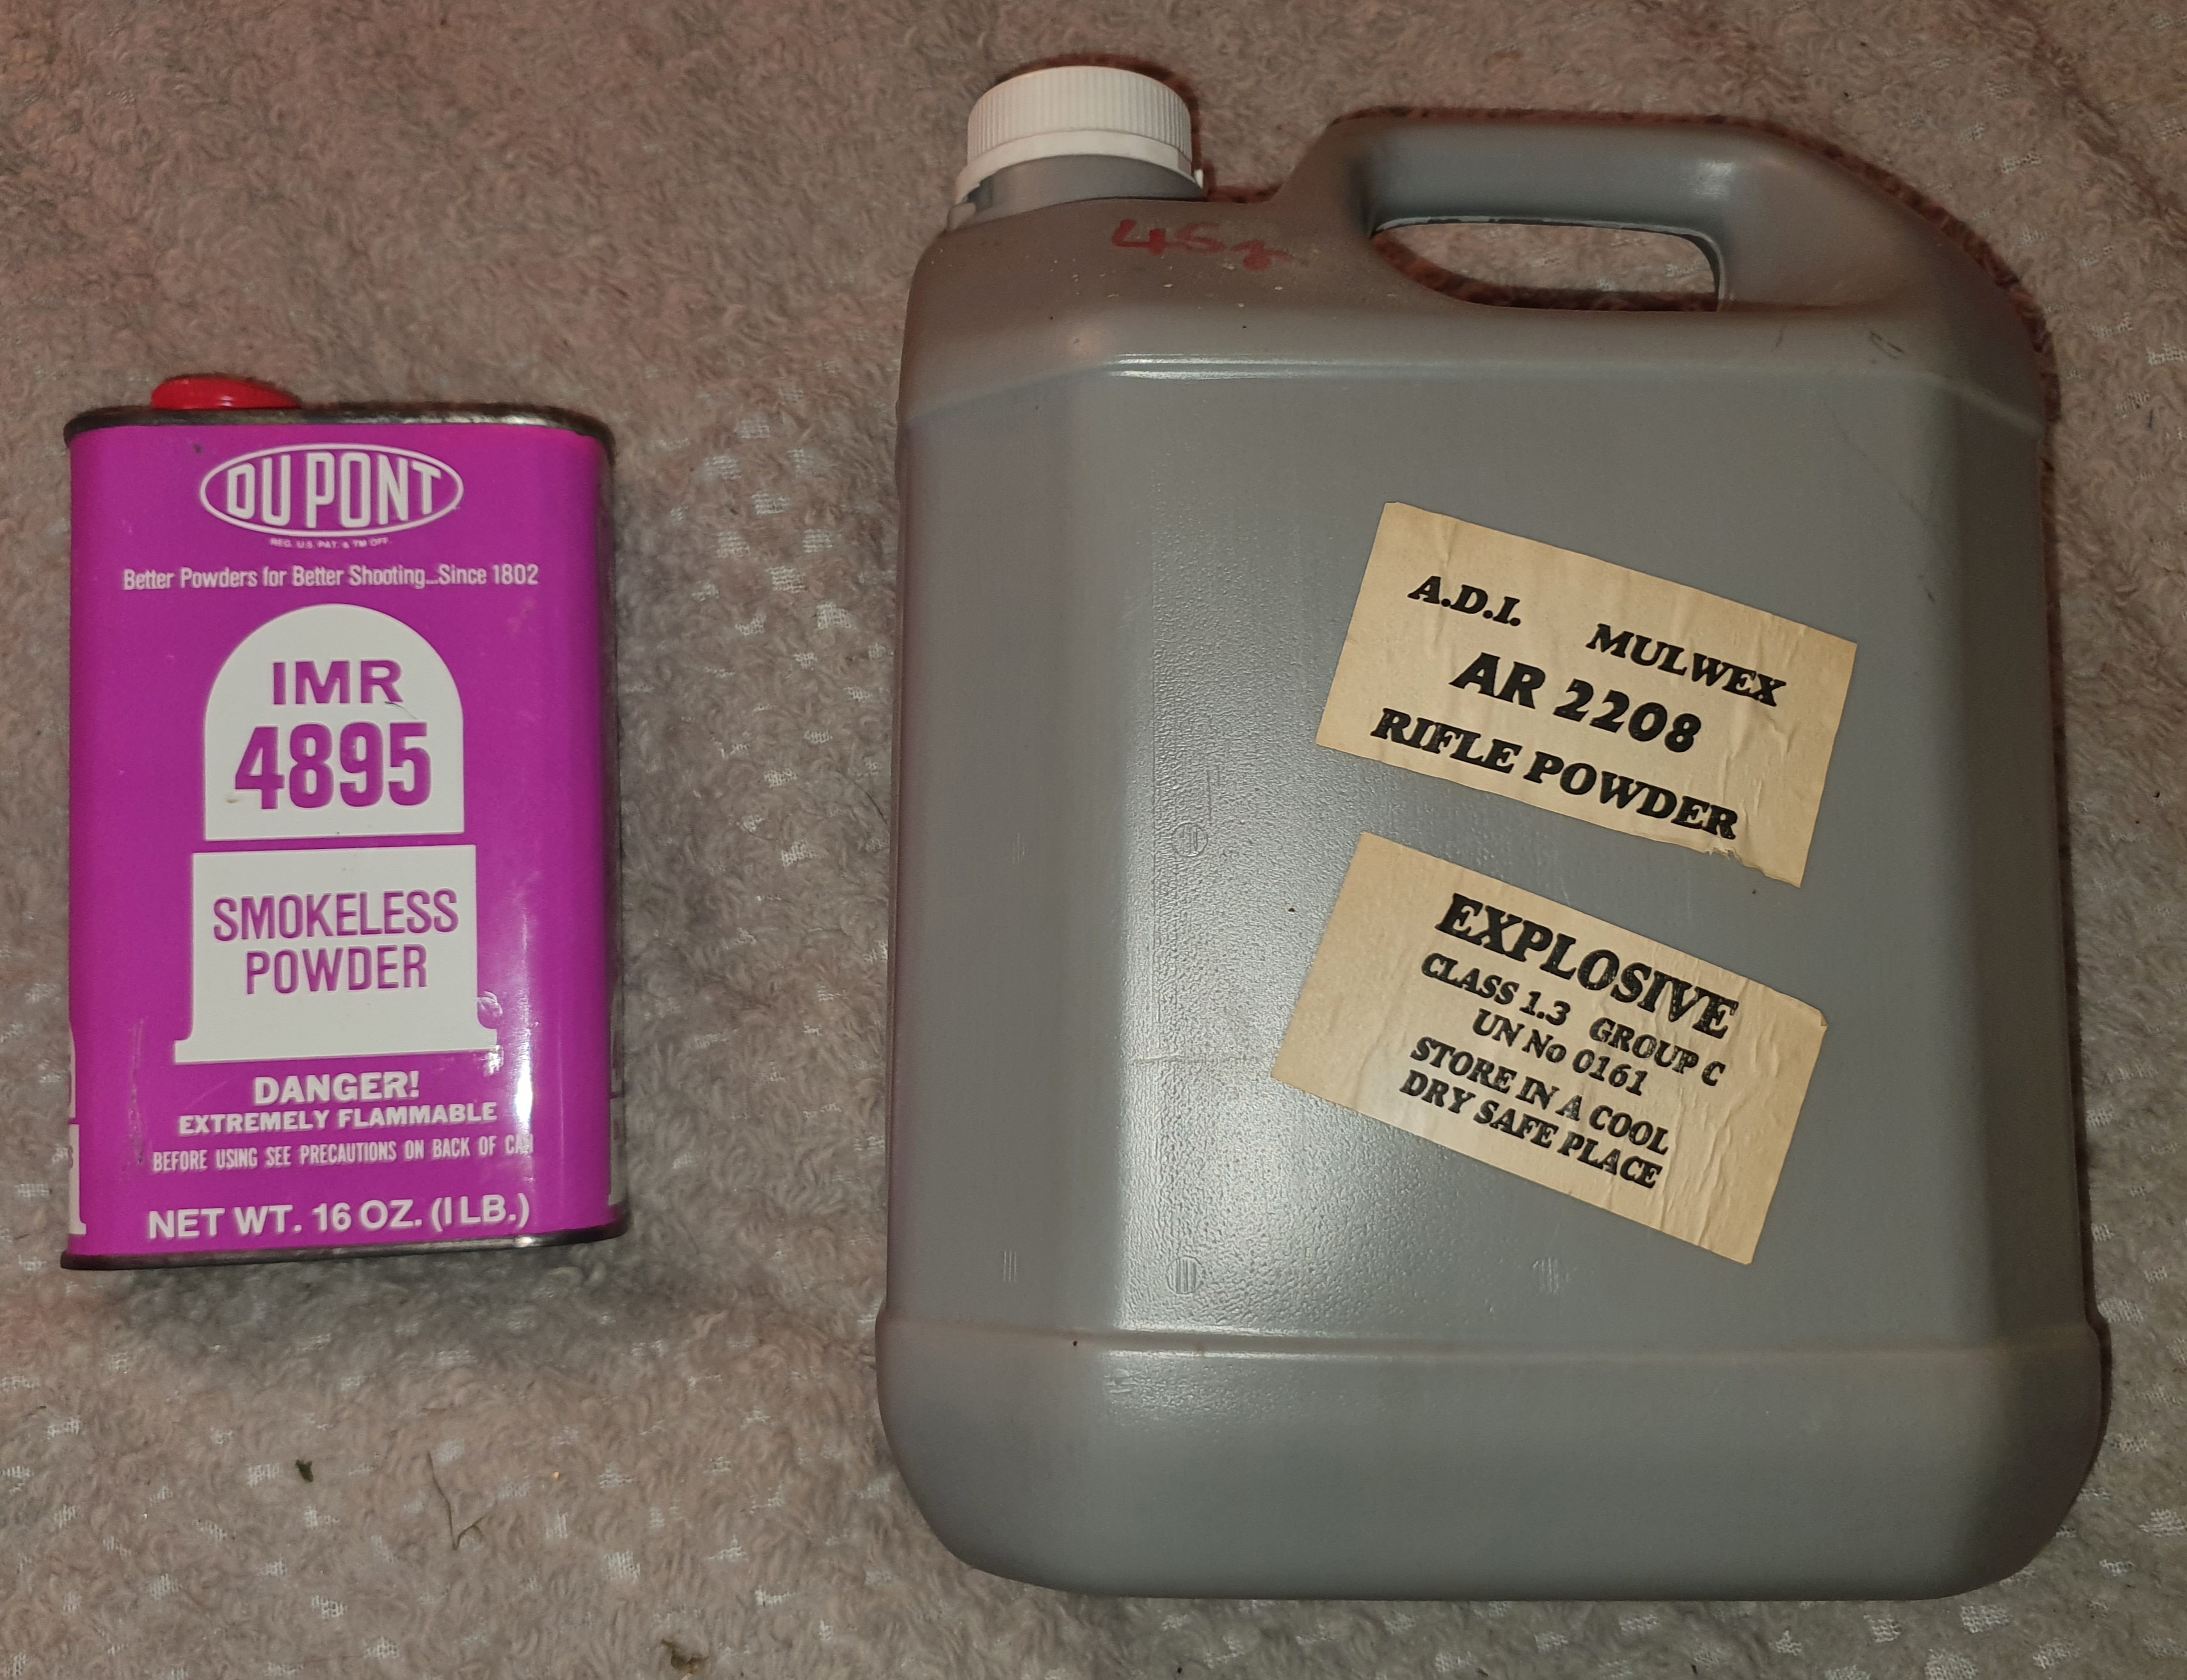 DU PONT
REG. U.S. PAT. & TM OFF.
Better Powders for Better Shooting...Since 1802
IMR
4895
SMOKELESS
POWDER
DANGER!
EXTREMELY FLAMMABLE
BEFORE USING SEE PRECAUTIONS ON BACK OF CAN
NET WT. 16 OZ. (1 LB.)
A.D.I. MULWEX
AR 2208
RIFLE POWDER
EXPLOSIVE
CLASS 1.3 GROUP C
UN No 0161
STORE IN A COOL
DRY SAFE PLACE